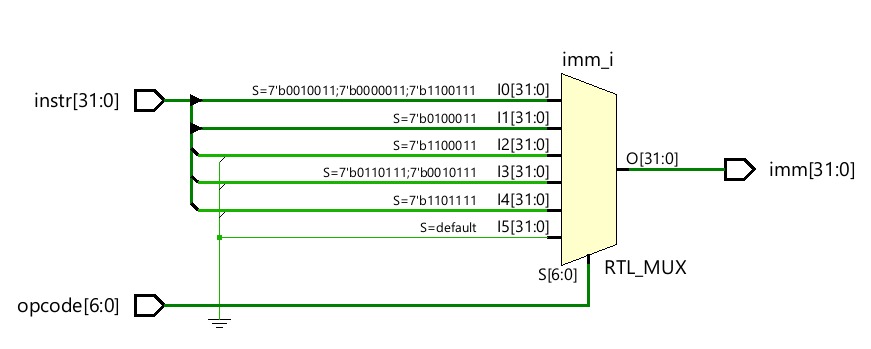 imm_i
instr[31:0]
S=7'b0010011;7'b0000011;7'b1100111 I0[31:0]
S=7'b0100011 I1[31:0]
S=7'b1100011 I2[31:0]
O[31:0]
imm[31:0]
S=7'b0110111;7'b0010111 I3[31:0]
S=7'b1101111 I4[31:0]
S=default I5[31:0]
S[6:0]
RTL_MUX
opcode[6:0]